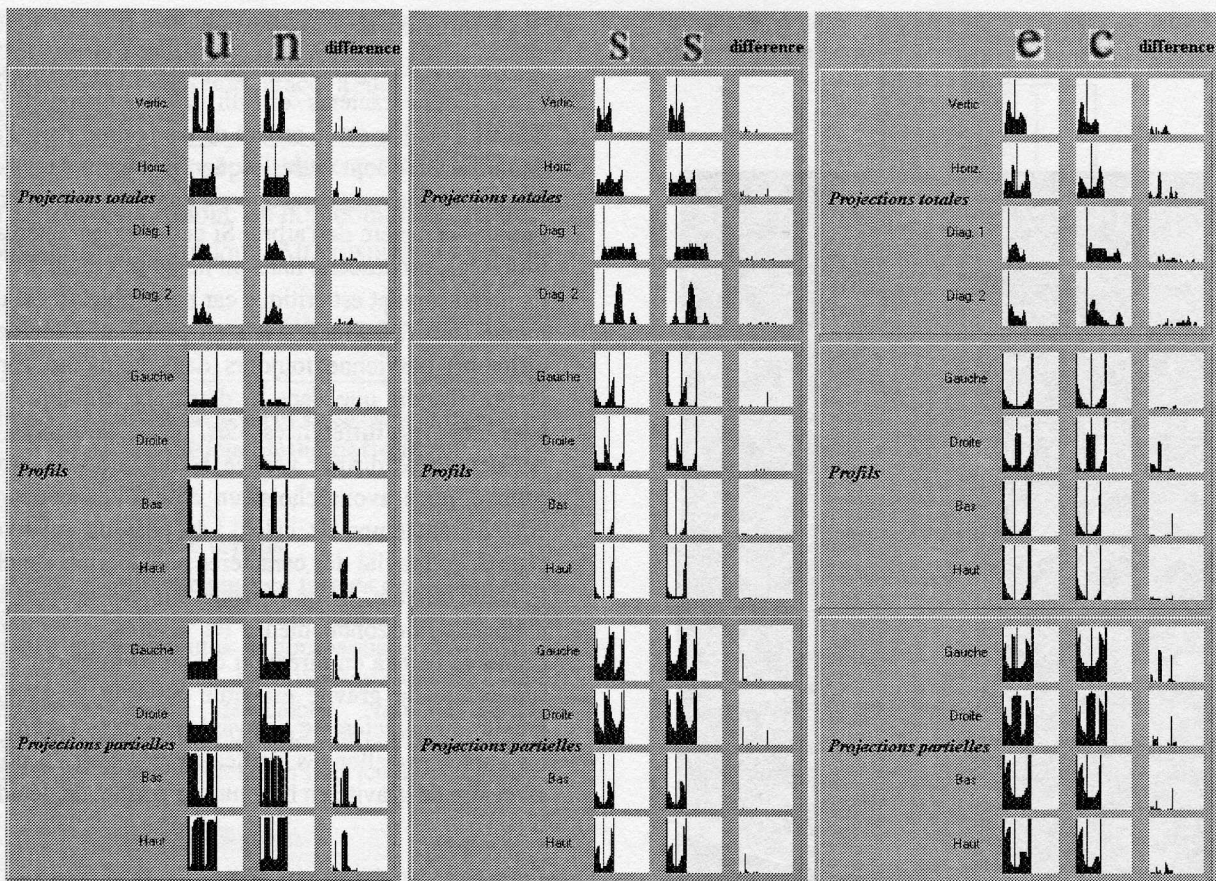 u n difference
Vertic.
Horiz.
Projections totales
Diag. 1
Diag. 2
Gauche
Droite
Profils
Bas
Haut
Gauche
Droite
Projections partielles
Bas
Haut
s s différence
Vertic.
Horiz.
Projections totales
Diag. 1
Diag. 2
Gauche
Droite
Profils
Bas
Haut
Gauche
Droite
Projections partielles
Bas
Haut
e c différence
Vertic.
Horiz.
Projections totales
Diag. 1
Diag. 2
Gauche
Droite
Profils
Bas
Haut
Gauche
Droite
Projections partielles
Bas
Haut